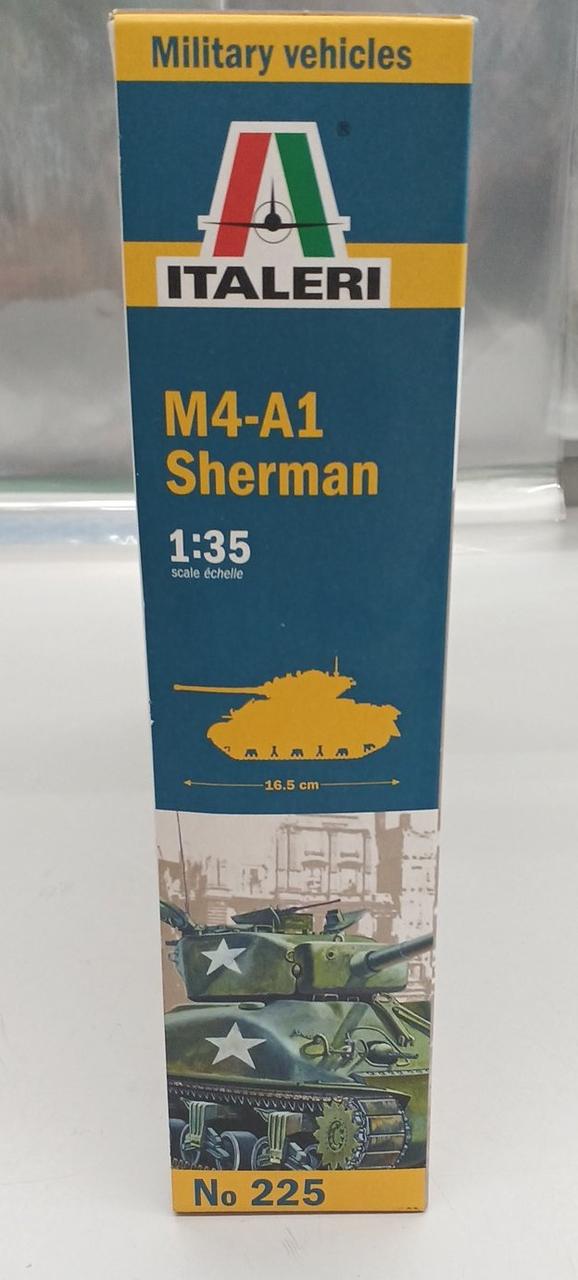 Military vehicles
®
ITALERI
M4-A1
Sherman
1:35
scale échelle
16.5 cm
No 225